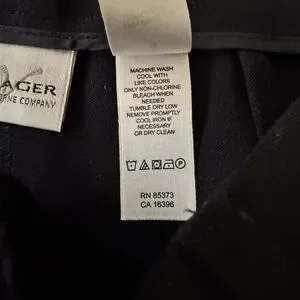 AGER
ENE COMPANY
MACHINE WASH
COOL WITH
LIKE COLORS
ONLY NON-CHLORINE
BLEACH WHEN
NEEDED
TUMBLE DRY LOW
REMOVE PROMPTLY
COOL IRON IF
NECESSARY
OR DRY CLEAN
RN 85373
CA 16396